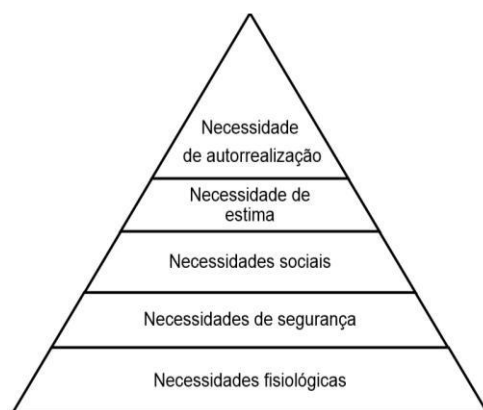 Necessidade
de autorrealização
Necessidade de
estima
Necessidades sociais
Necessidades de segurança
Necessidades fisiológicas